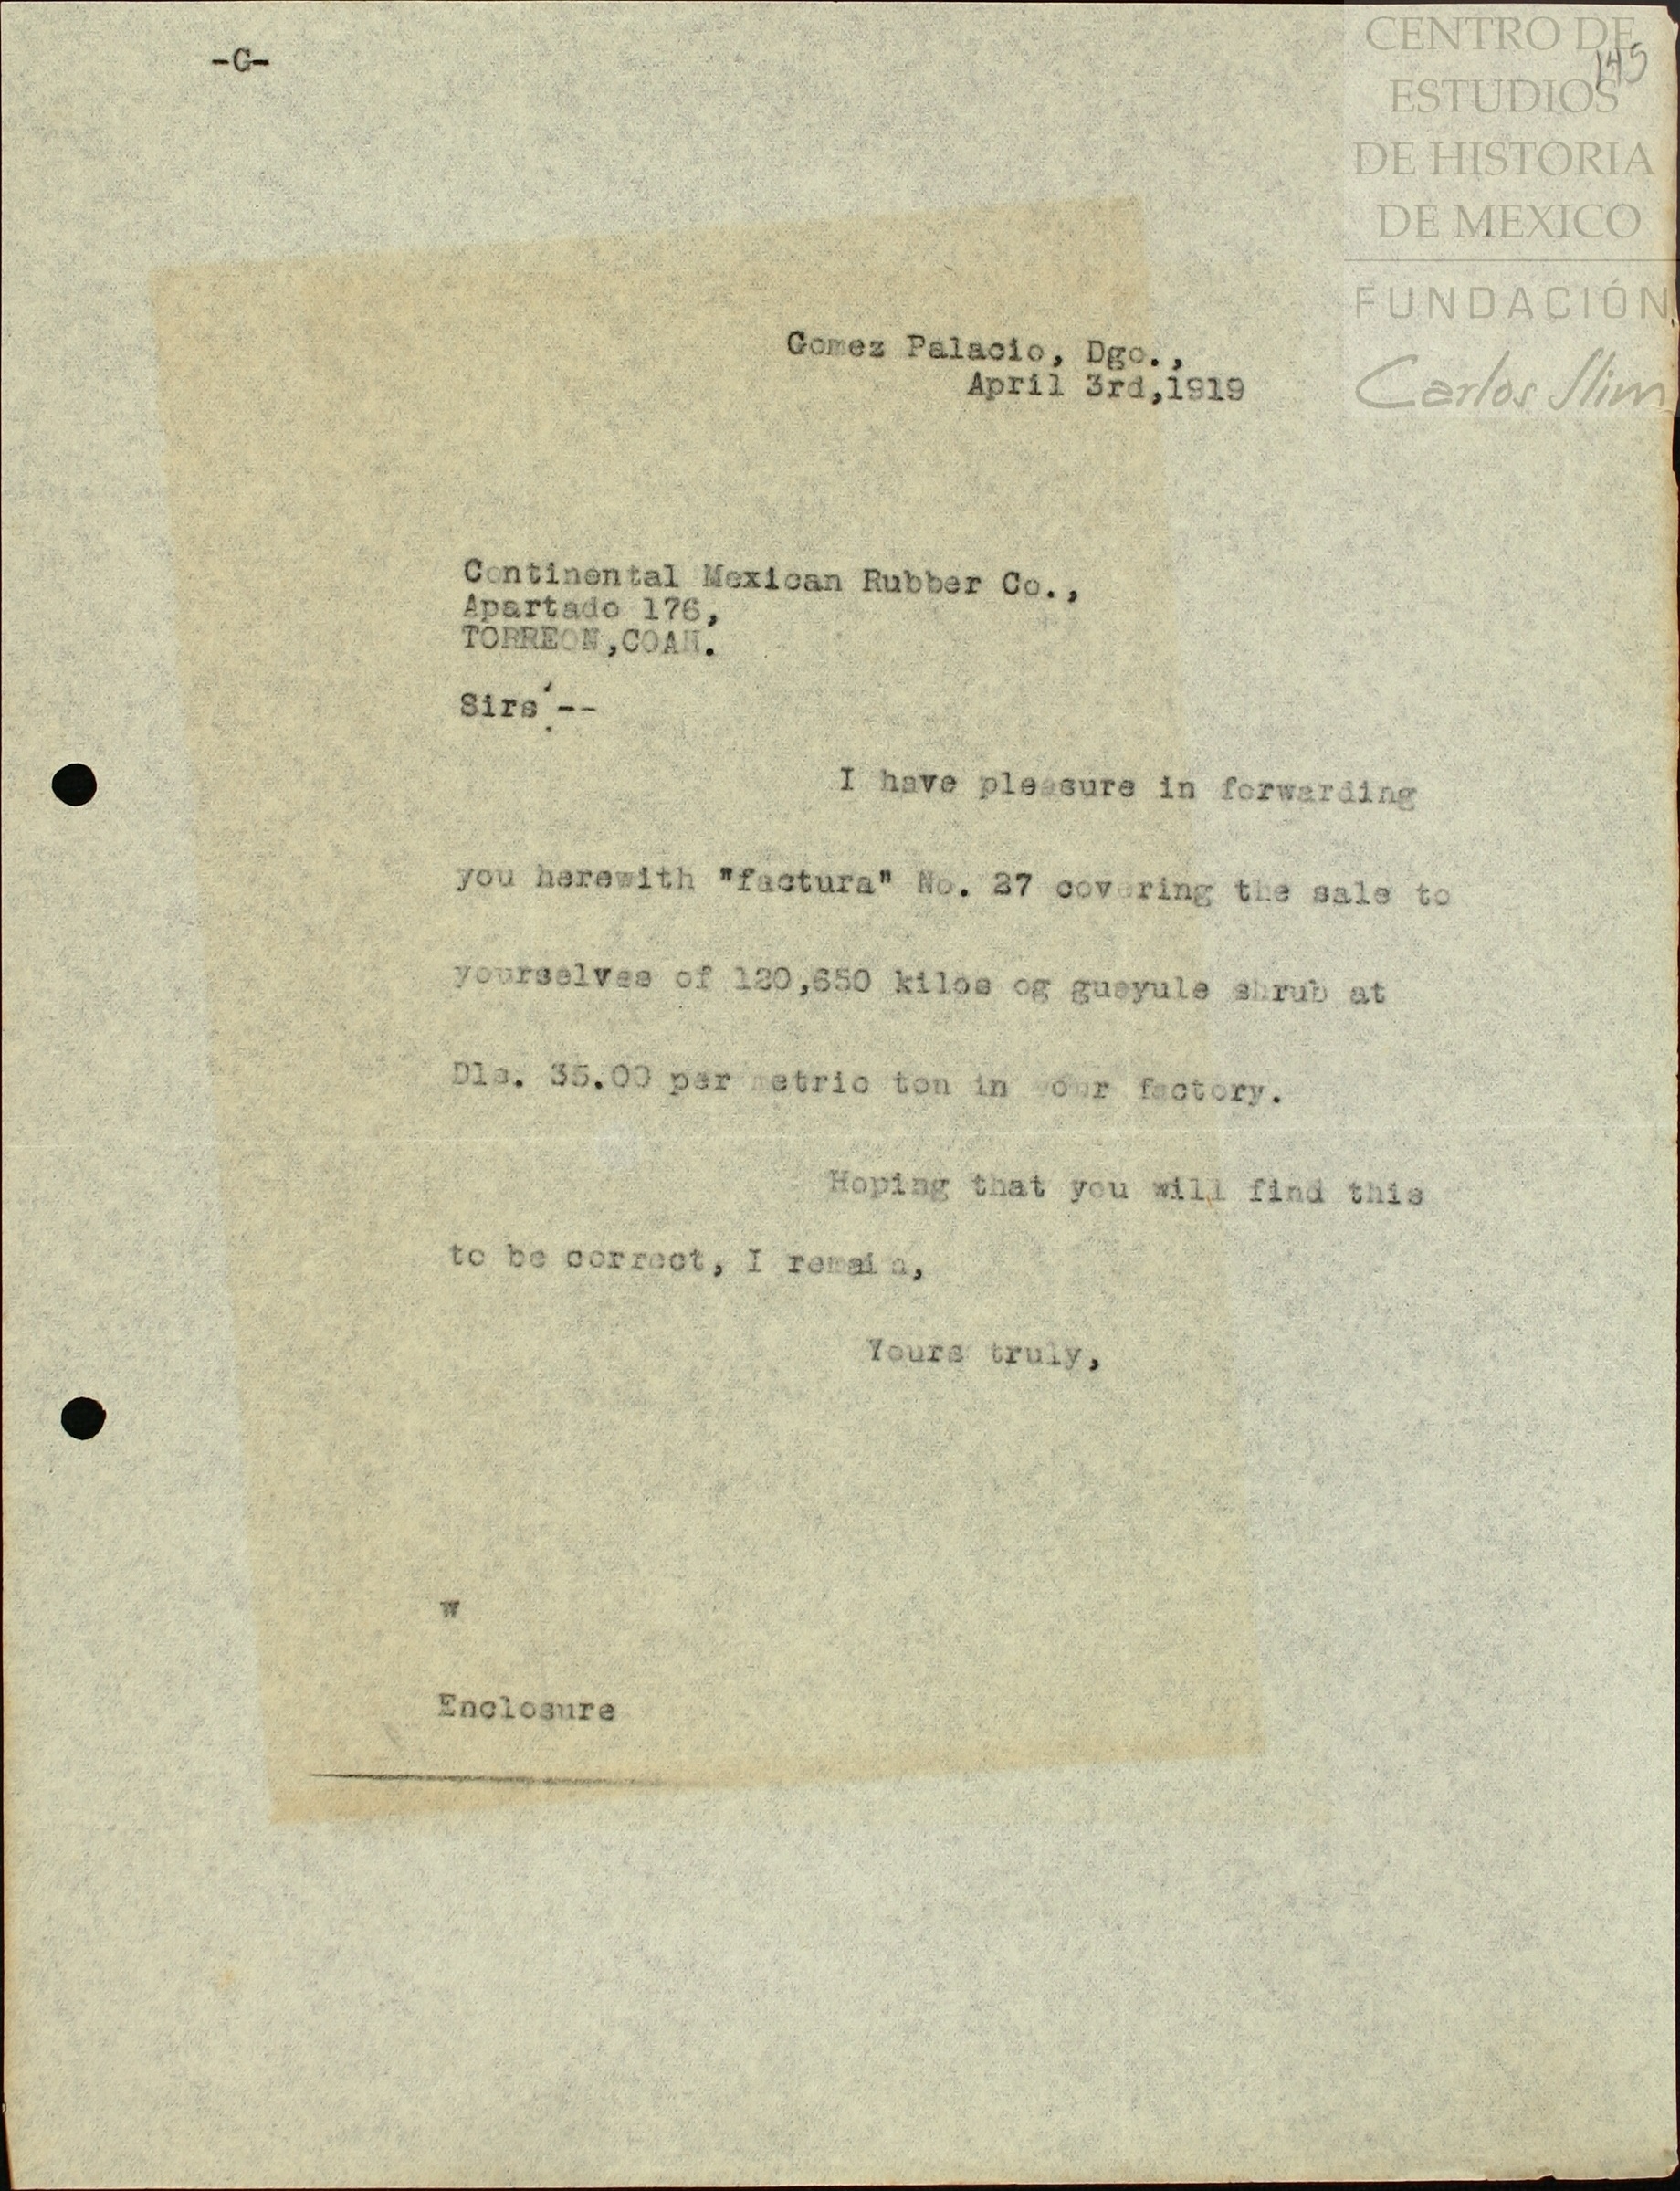 -C-
145
CENTRO DE
ESTUDIOS
DE HISTORIA
DE MEXICO
FUNDACIÓN
Carlos Slim
Gomez Palacio, Dgo.,
April 3rd,1919
Continental Mexican Rubber Co.,
Apartado 176,
TORREON,COAH.
Sirs:--
I have pleasure in forwarding
you herewith "factura" No. 27 covering the sale to
yourselves of 120,650 kilos og guayule shrub at
Dls. 35.00 per metric ton in your factory.
Hoping that you will find this
to be correct, I remain,
Yours truly,
w
Enclosure